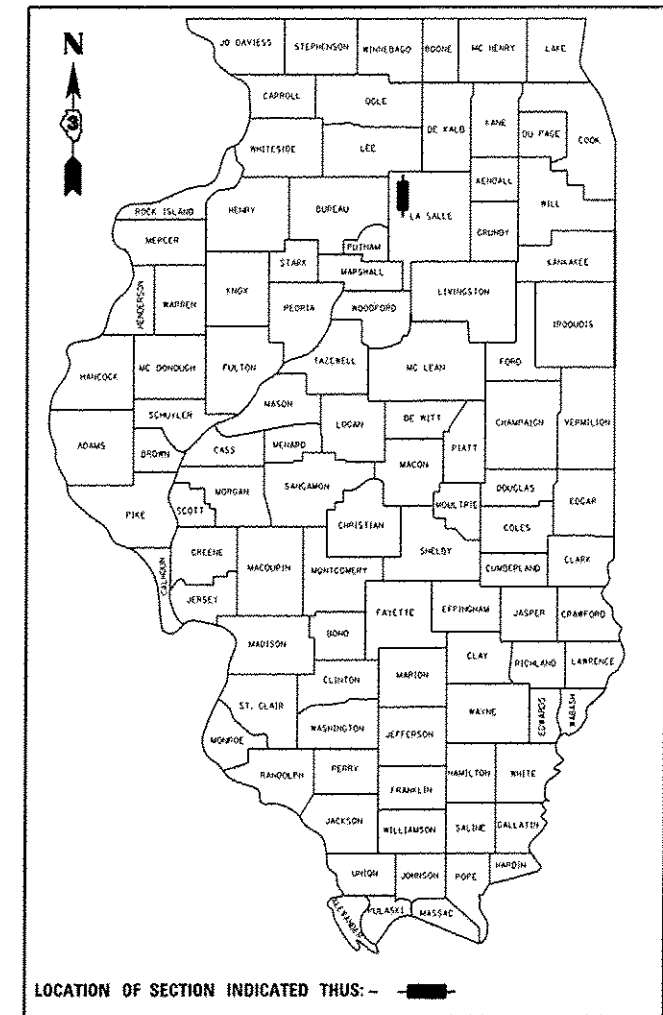 JO DAVIESS STEPHENSON WINNEBAGO BOONE MC HENRY LAKE
N
CARROLL OGLE DE KALB KANE DU PAGE COOK
3
WHITESIDE LEE
KENDALL
ROCK ISLAND HENRY BUREAU LA SALLE WILL
GRUNDY
MERCER PUTNAM
STARK MARSHALL KANKAKEE
HENDERSON WARREN KNOX PEORIA WOODFORD LIVINGSTON
IROQUOIS
HANCOCK MC DONOUGH FULTON TAZEWELL MC LEAN FORD
MASON
SCHUYLER LOGAN DE WITT CHAMPAIGN VERMILION
ADAMS BROWN CASS MENARD PIATT
MACON
MORGAN SANGAMON DOUGLAS
PIKE SCOTT MOULTRIE EDGAR
CHRISTIAN COLES
GREENE SHELBY
CALHOUN MACOUPIN MONTGOMERY CUMBERLAND CLARK
JERSEY
FAYETTE EFFINGHAM JASPER CRAWFORD
MADISON BOND
CLAY RICHLAND LAWRENCE
CLINTON MARION
ST. CLAIR WAYNE EDWARDS WABASH
WASHINGTON JEFFERSON
MONROE
RANDOLPH PERRY HAMILTON WHITE
FRANKLIN
JACKSON WILLIAMSON SALINE GALLATIN
UNION JOHNSON POPE HARDIN
ALEXANDER PULASKI MASSAC
LOCATION OF SECTION INDICATED THUS: -